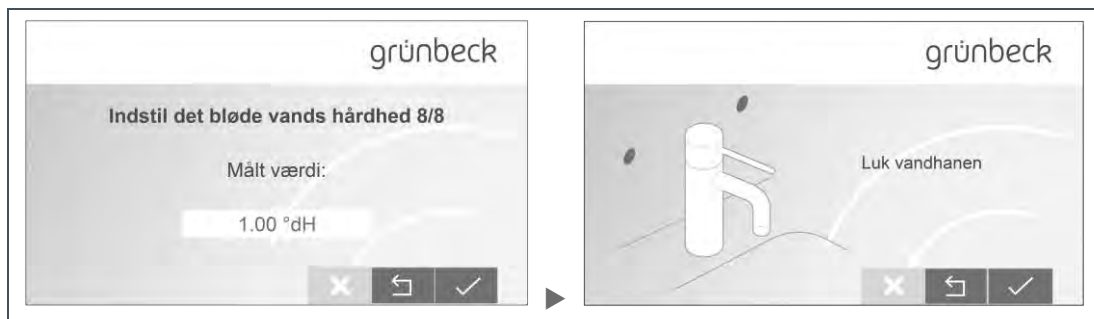 grünbeck
Indstil det bløde vands hårdhed 8/8
Målt værdi:
1.00 °dH
grünbeck
Luk vandhanen